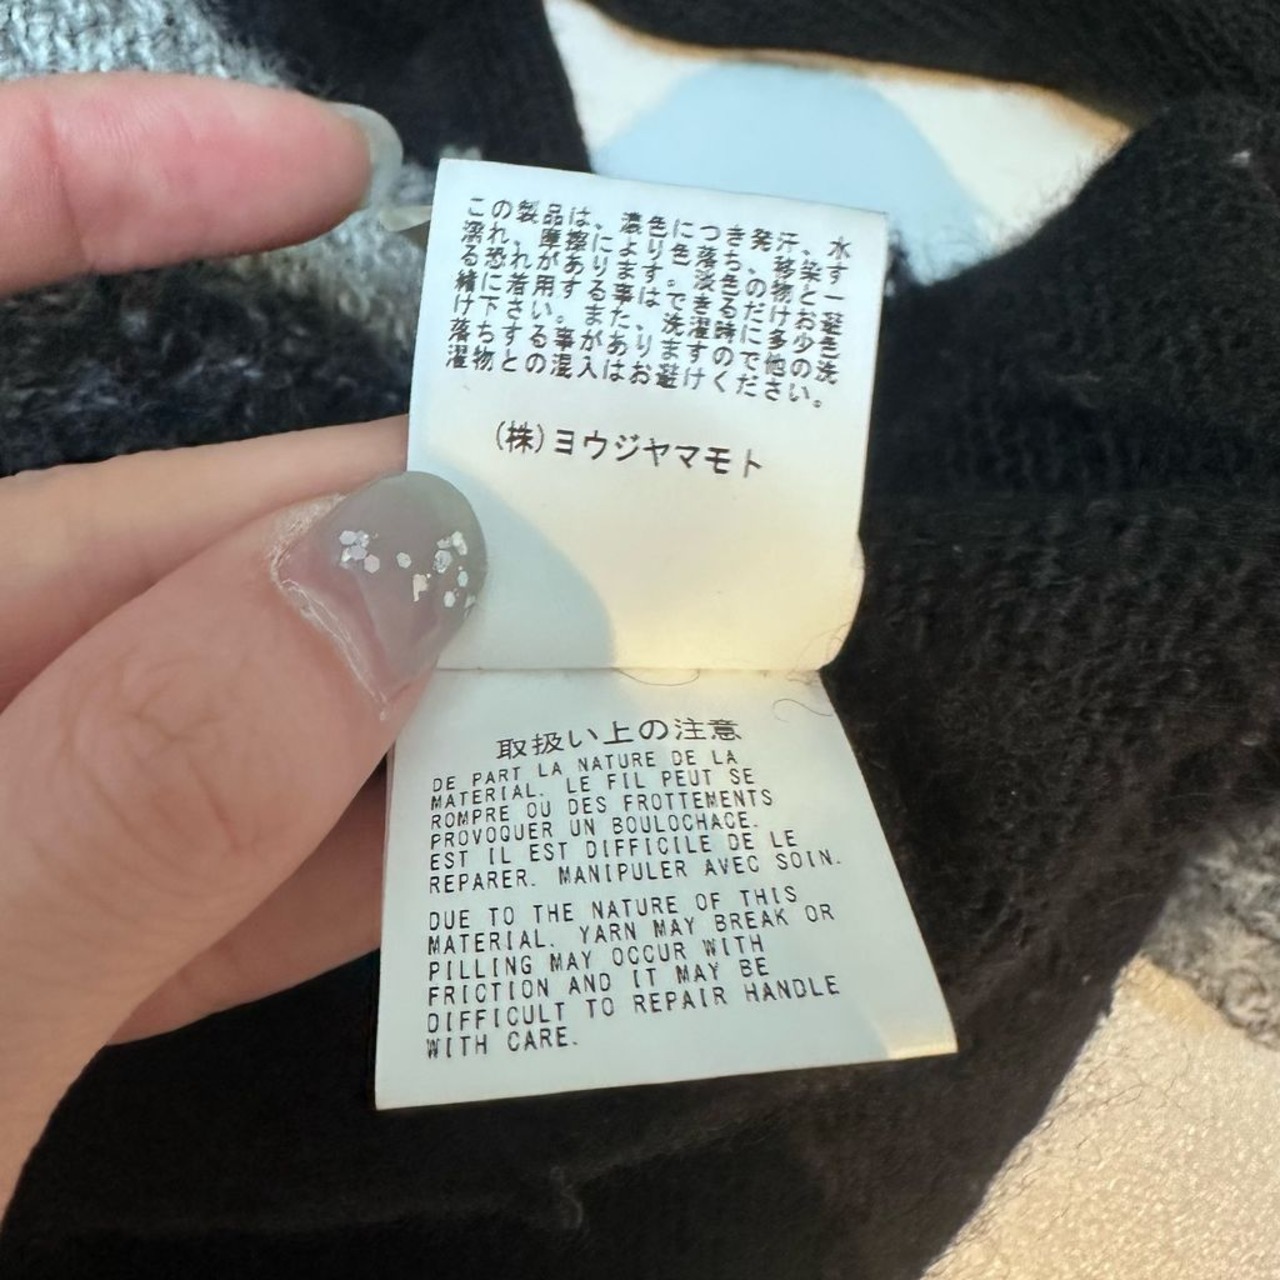 この製品は、濃色につき発汗、水
濡れ、摩擦により色落ち、移染す
る恐れがあります。淡色の物と一
緒に着用する事はできるだけお避
け下さい。また、洗濯時に多少色
落ちする事がありますので他の洗
濯物との混入はお避けください。
(株)ヨウジヤマモト
取扱い上の注意
DE PART LA NATURE DE LA
MATERIAL. LE FIL PEUT SE
ROMPRE OU DES FROTTEMENTS
PROVOQUER UN BOULOCHACE.
EST IL EST DIFFICILE DE LE
REPARER. MANIPULER AVEC SOIN.
DUE TO THE NATURE OF THIS
MATERIAL. YARN MAY BREAK OR
PILLING MAY OCCUR WITH
FRICTION AND IT MAY BE
DIFFICULT TO REPAIR HANDLE
WITH CARE.